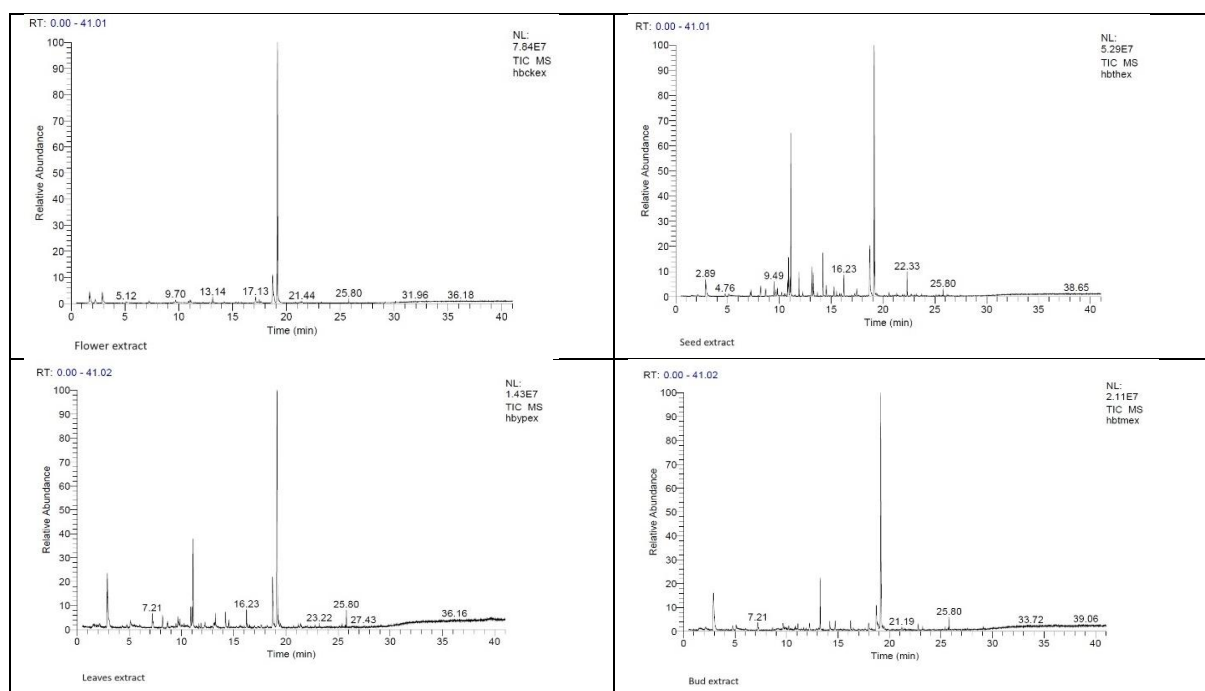 RT: 0.00 - 41.01
NL:
7.84E7
TIC MS
hbckex
100
90
80
70
60
50
40
30
20
10
0
Relative Abundance
5.12
9.70
13.14
17.13
21.44
25.80
31.96
36.18
0 5 10 15 20 25 30 35 40
Time (min)
Flower extract
RT: 0.00 - 41.01
NL:
5.29E7
TIC MS
hbthex
100
90
80
70
60
50
40
30
20
10
0
Relative Abundance
2.89
4.76
9.49
16.23
22.33
25.80
38.65
0 5 10 15 20 25 30 35 40
Time (min)
Seed extract
RT: 0.00 - 41.02
NL:
1.43E7
TIC MS
hbypex
100
90
80
70
60
50
40
30
20
10
0
Relative Abundance
7.21
16.23
23.22
25.80
27.43
36.16
0 5 10 15 20 25 30 35 40
Time (min)
Leaves extract
RT: 0.00 - 41.02
NL:
2.11E7
TIC MS
hbtmex
100
90
80
70
60
50
40
30
20
10
0
Relative Abundance
7.21
21.19
25.80
33.72
39.06
0 5 10 15 20 25 30 35 40
Time (min)
Bud extract